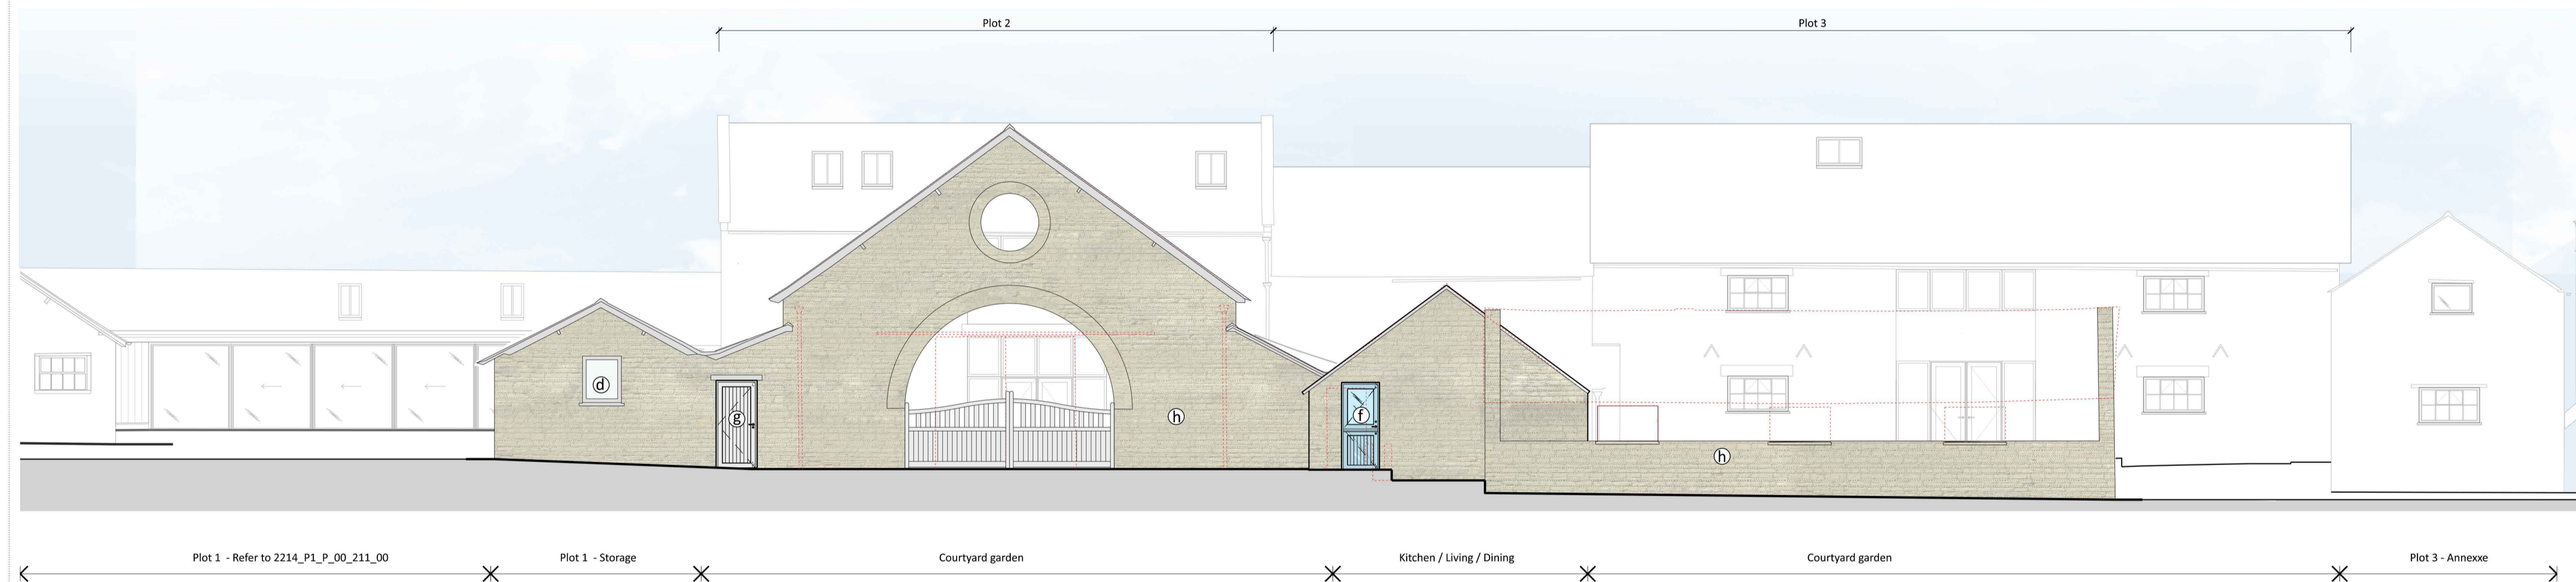 Plot 2
Plot 3
d
g
h
f
h
Plot 1 - Refer to 2214_P1_P_00_211_00
Plot 1 - Storage
Courtyard garden
Kitchen / Living / Dining
Courtyard garden
Plot 3 - Annexxe